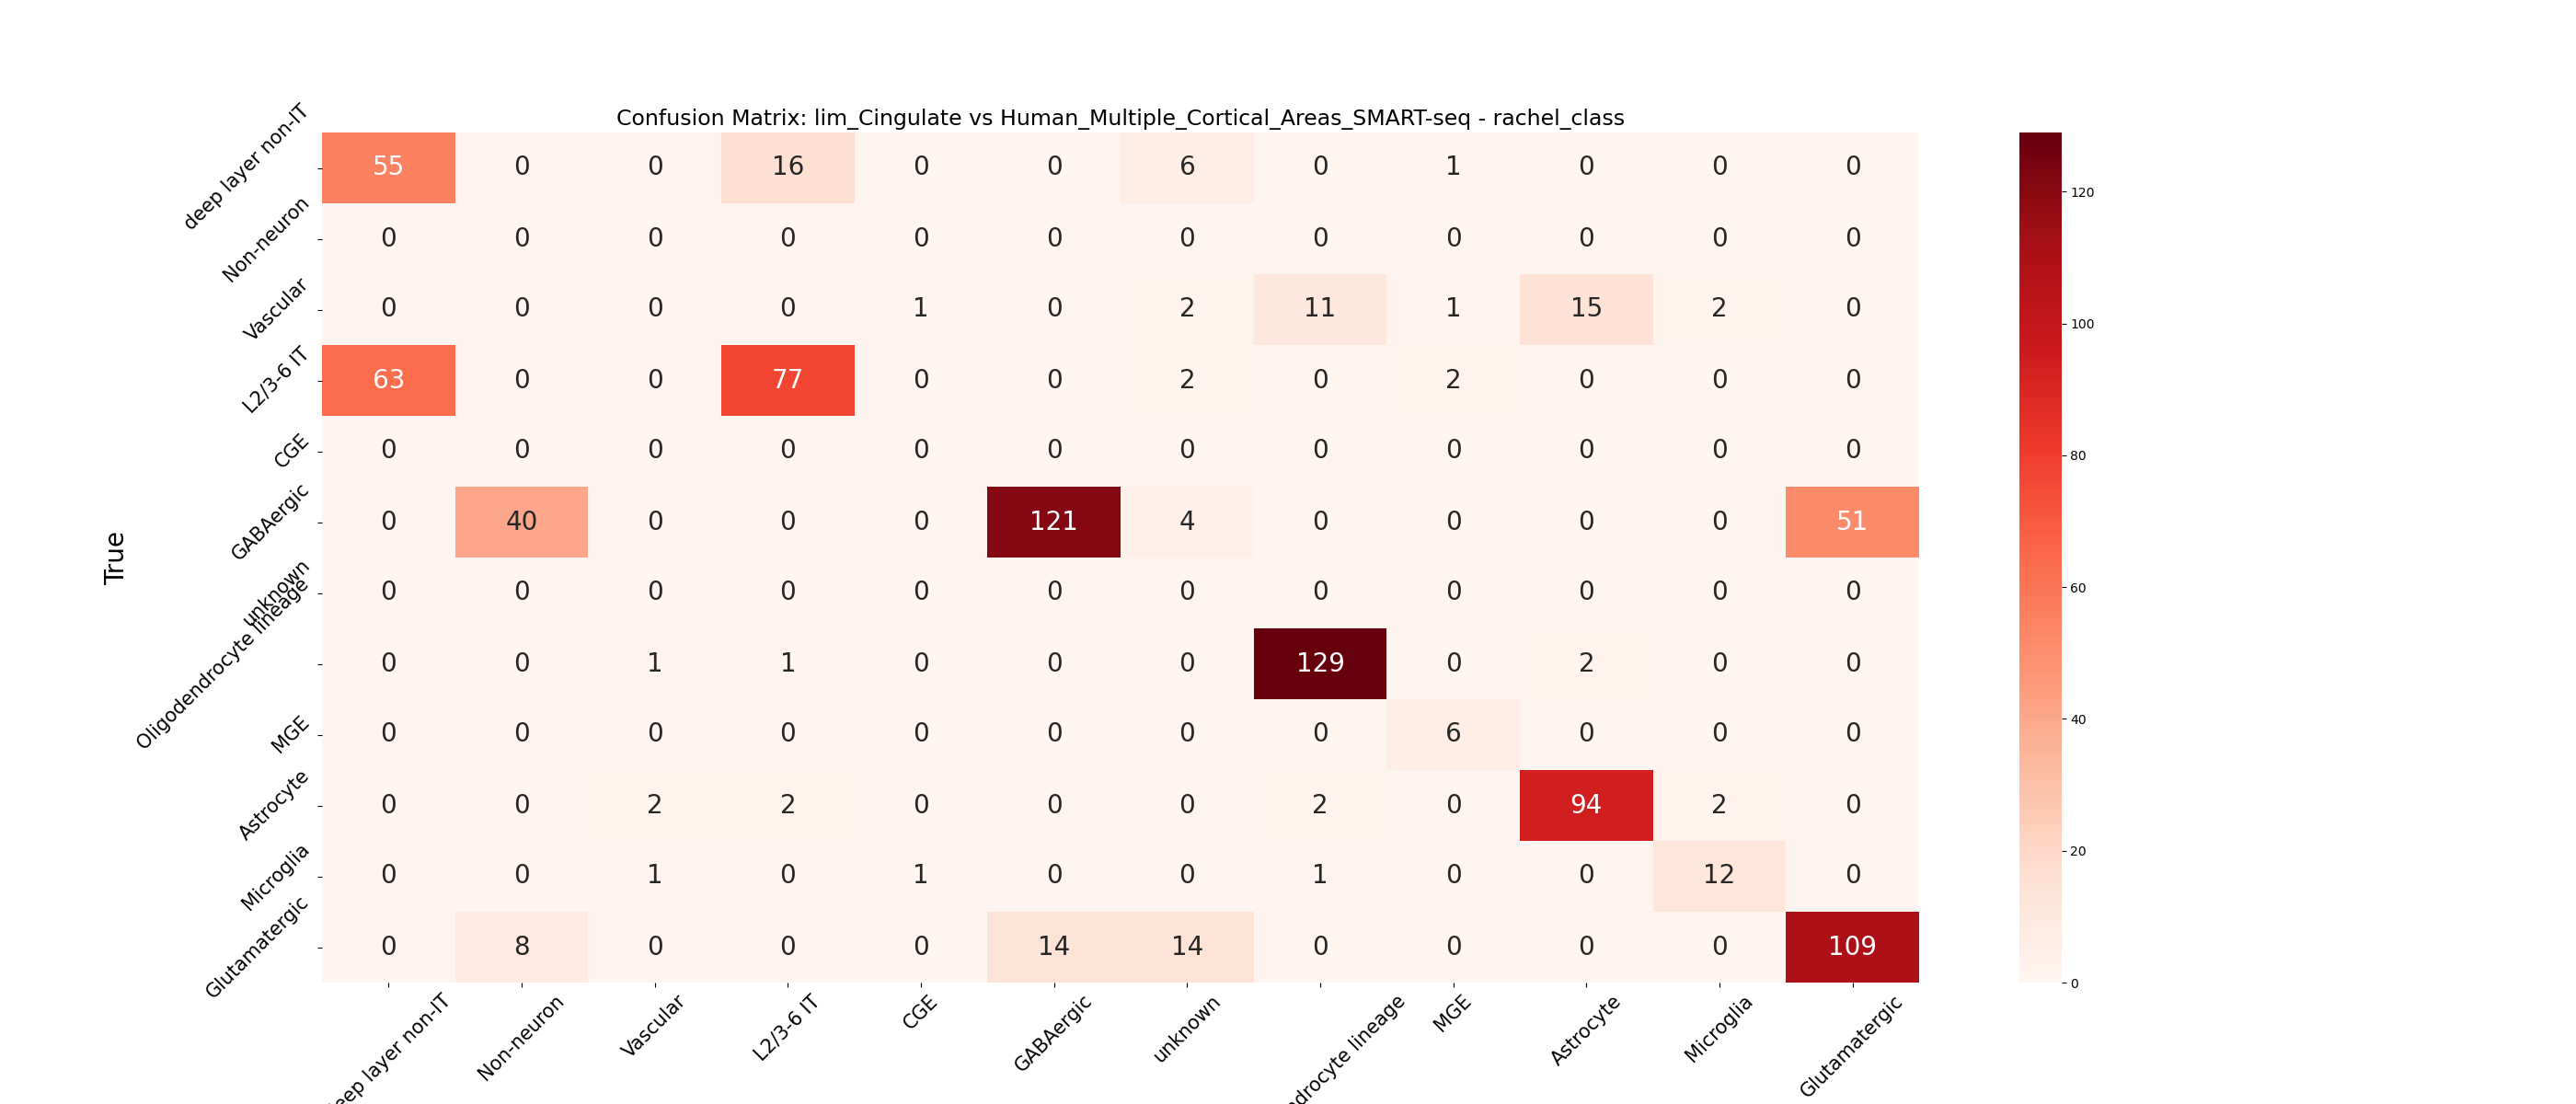 Confusion Matrix: lim_Cingulate vs Human_Multiple_Cortical_Areas_SMART-seq - rachel_class
True
deep layer non-IT 55 0 0 16 0 0 6 0 1 0 0 0
Non-neuron 0 0 0 0 0 0 0 0 0 0 0 0
Vascular 0 0 0 0 1 0 2 11 1 15 2 0
L2/3-6 IT 63 0 0 77 0 0 2 0 2 0 0 0
CGE 0 0 0 0 0 0 0 0 0 0 0 0
GABAergic 0 40 0 0 0 121 4 0 0 0 0 51
unknown 0 0 0 0 0 0 0 0 0 0 0 0
Oligodendrocyte lineage 0 0 1 1 0 0 0 129 0 2 0 0
MGE 0 0 0 0 0 0 0 0 6 0 0 0
Astrocyte 0 0 2 2 0 0 0 2 0 94 2 0
Microglia 0 0 1 0 1 0 0 1 0 0 12 0
Glutamatergic 0 8 0 0 0 14 14 0 0 0 0 109
eep layer non-IT Non-neuron Vascular L2/3-6 IT CGE GABAergic unknown ndrocyte lineage MGE Astrocyte Microglia Glutamatergic
120
100
80
60
40
20
0